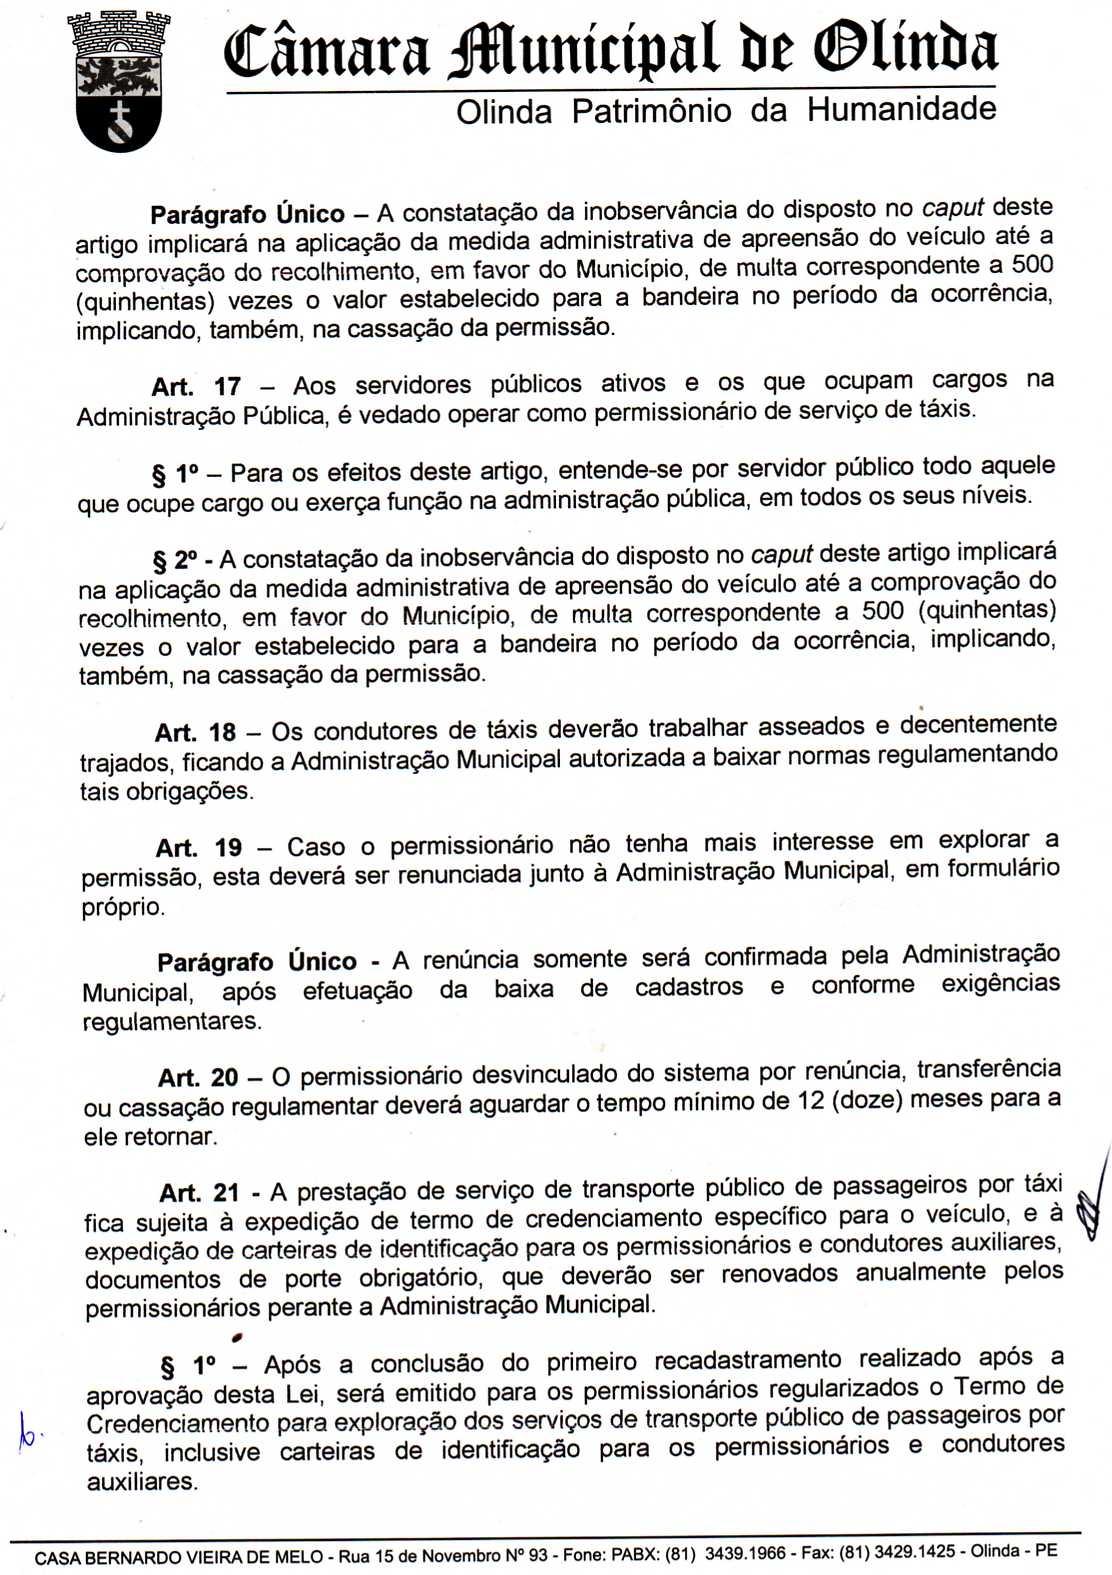 Câmara Municipal de Olinda
Olinda Patrimônio da Humanidade
Parágrafo Único – A constatação da inobservância do disposto no caput deste
artigo implicará na aplicação da medida administrativa de apreensão do veículo até a
comprovação do recolhimento, em favor do Município, de multa correspondente a 500
(quinhentas) vezes o valor estabelecido para a bandeira no período da ocorrência,
implicando, também, na cassação da permissão.
Art. 17 – Aos servidores públicos ativos e os que ocupam cargos na
Administração Pública, é vedado operar como permissionário de serviço de táxis.
§ 1º – Para os efeitos deste artigo, entende-se por servidor público todo aquele
que ocupe cargo ou exerça função na administração pública, em todos os seus níveis.
§ 2º - A constatação da inobservância do disposto no caput deste artigo implicará
na aplicação da medida administrativa de apreensão do veículo até a comprovação do
recolhimento, em favor do Município, de multa correspondente a 500 (quinhentas)
vezes o valor estabelecido para a bandeira no período da ocorrência, implicando,
também, na cassação da permissão.
Art. 18 – Os condutores de táxis deverão trabalhar asseados e decentemente
trajados, ficando a Administração Municipal autorizada a baixar normas regulamentando
tais obrigações.
Art. 19 – Caso o permissionário não tenha mais interesse em explorar a
permissão, esta deverá ser renunciada junto à Administração Municipal, em formulário
próprio.
Parágrafo Único - A renúncia somente será confirmada pela Administração
Municipal, após efetuação da baixa de cadastros e conforme exigências
regulamentares.
Art. 20 – O permissionário desvinculado do sistema por renúncia, transferência
ou cassação regulamentar deverá aguardar o tempo mínimo de 12 (doze) meses para a
ele retornar.
Art. 21 - A prestação de serviço de transporte público de passageiros por táxi
fica sujeita à expedição de termo de credenciamento específico para o veículo, e à
expedição de carteiras de identificação para os permissionários e condutores auxiliares,
documentos de porte obrigatório, que deverão ser renovados anualmente pelos
permissionários perante a Administração Municipal.
§ 1º – Após a conclusão do primeiro recadastramento realizado após a
aprovação desta Lei, será emitido para os permissionários regularizados o Termo de
Credenciamento para exploração dos serviços de transporte público de passageiros por
táxis, inclusive carteiras de identificação para os permissionários e condutores
auxiliares.
CASA BERNARDO VIEIRA DE MELO - Rua 15 de Novembro Nº 93 - Fone: PABX: (81) 3439.1966 - Fax: (81) 3429.1425 - Olinda - PE